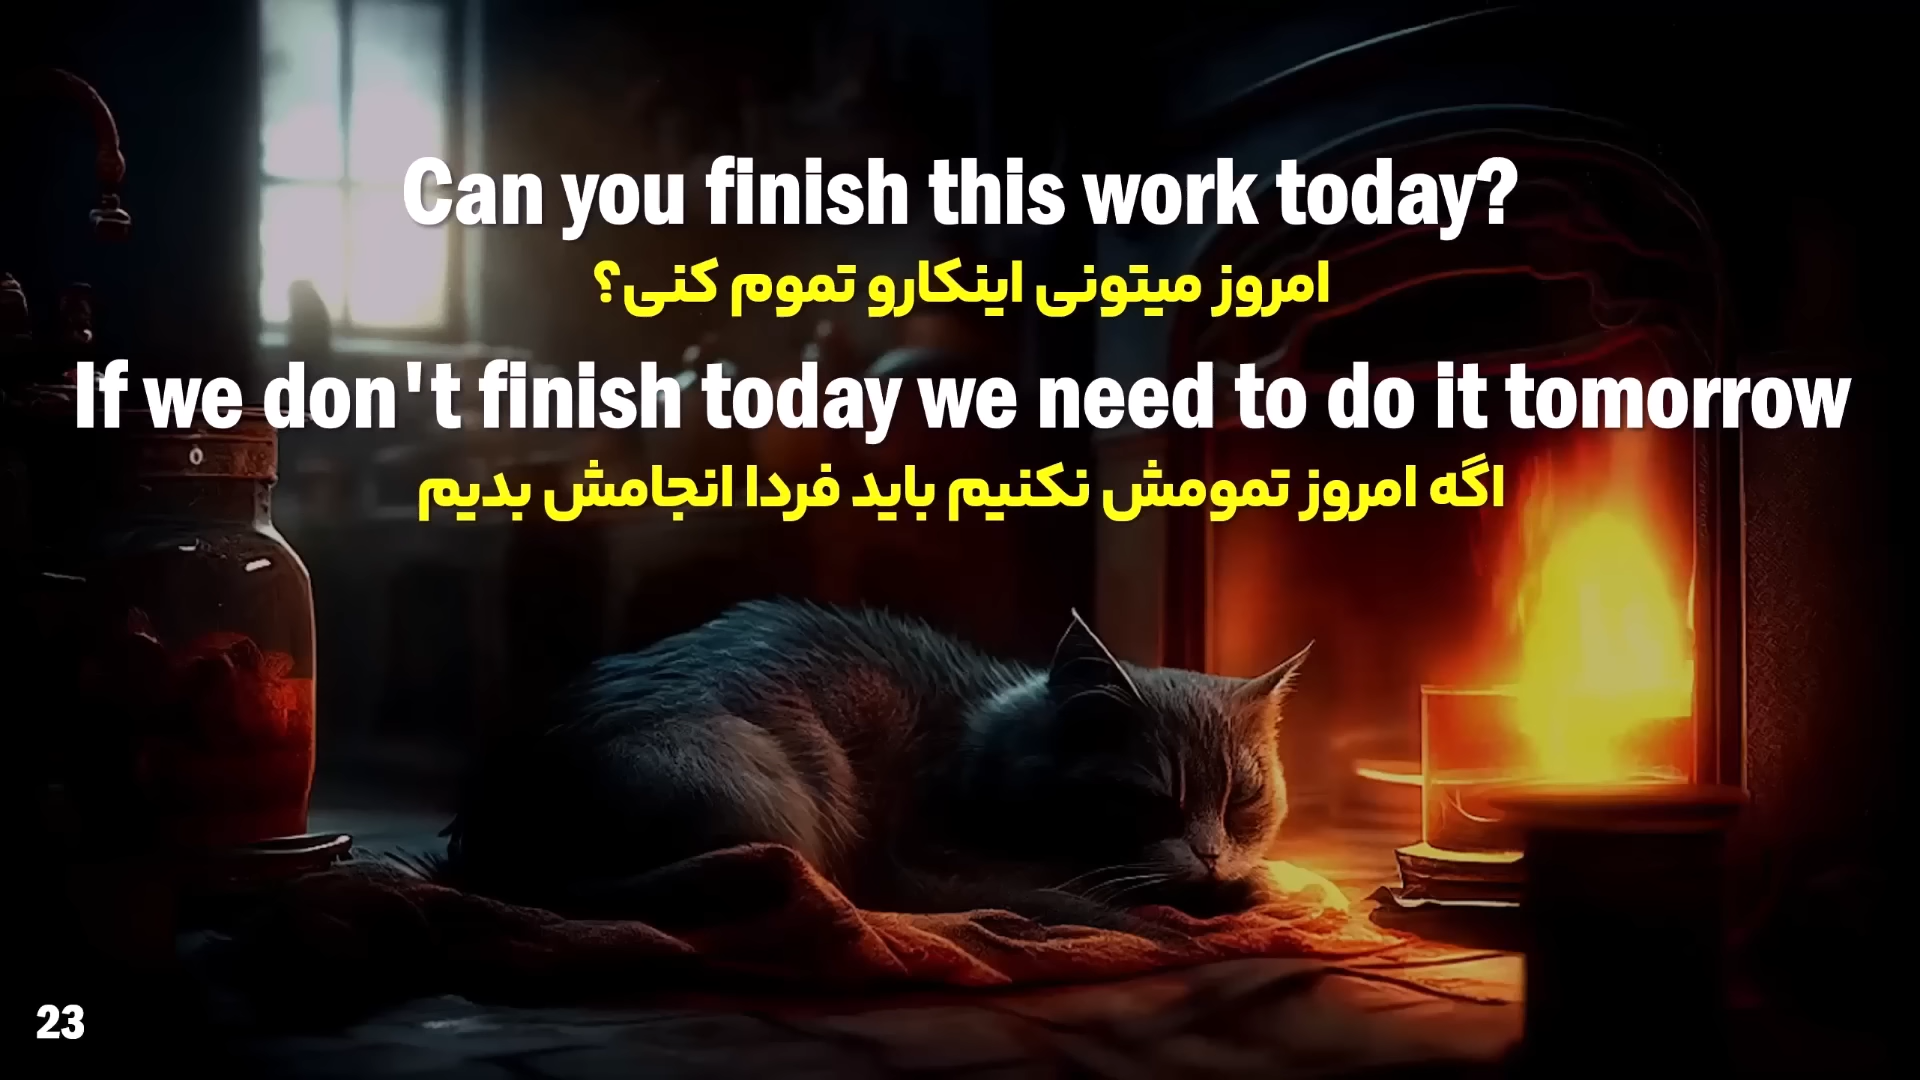 Can you finish this work today?
امروز میتونی اینکارو تموم کنی؟
If we don't finish today we need to do it tomorrow
اگه امروز تمومش نکنیم باید فردا انجامش بدیم
23